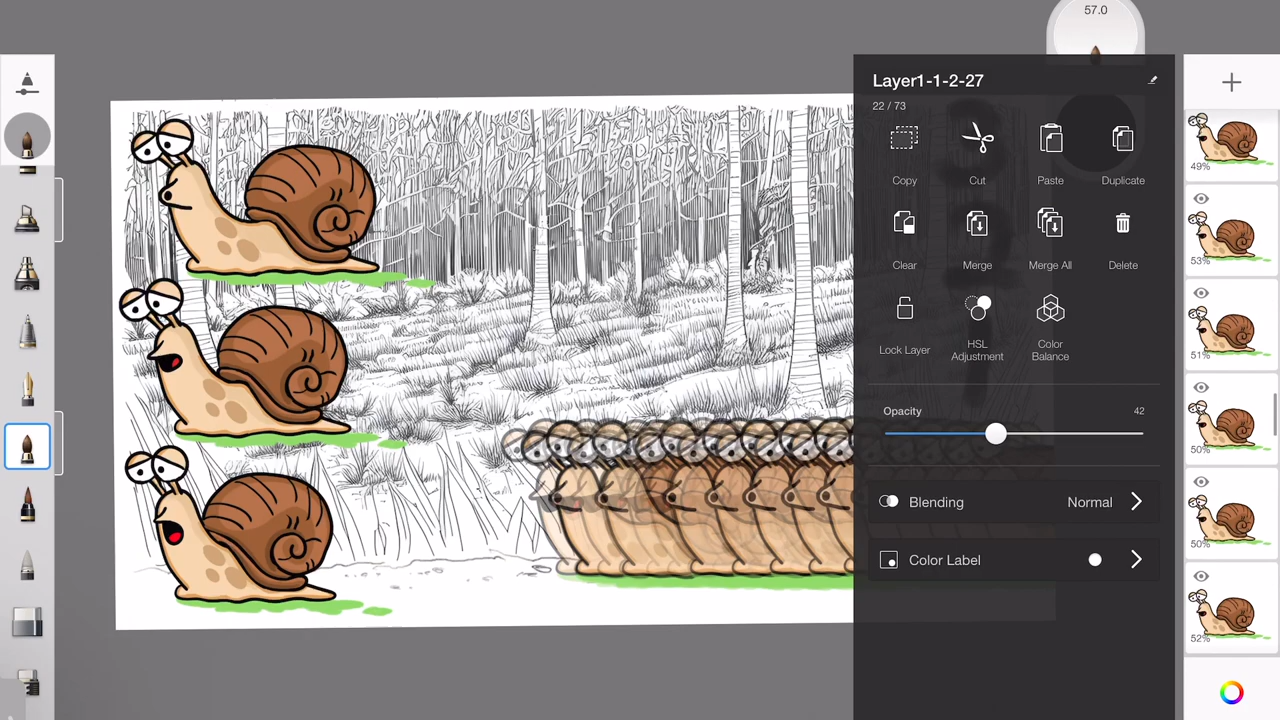 57.0
Layer1-1-2-27
22 / 73
Copy
Cut
Paste
Duplicate
Clear
Merge
Merge All
Delete
Lock Layer
HSL
Adjustment
Color
Balance
Opacity
42
Blending
Normal
Color Label
49%
53%
51%
50%
50%
52%